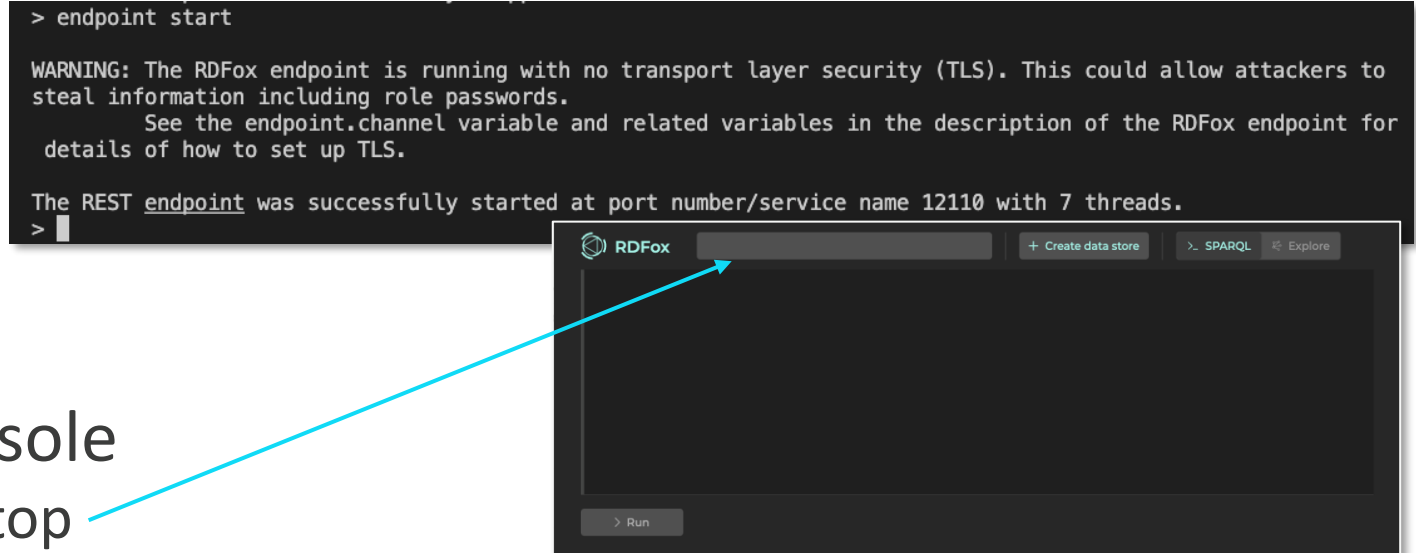 > endpoint start
WARNING: The RDFox endpoint is running with no transport layer security (TLS). This could allow attackers to
steal information including role passwords.
See the endpoint.channel variable and related variables in the description of the RDFox endpoint for
details of how to set up TLS.
The REST endpoint was successfully started at port number/service name 12110 with 7 threads.
>
RDFox
+ Create data store
>_ SPARQL
Explore
sole
top
> Run